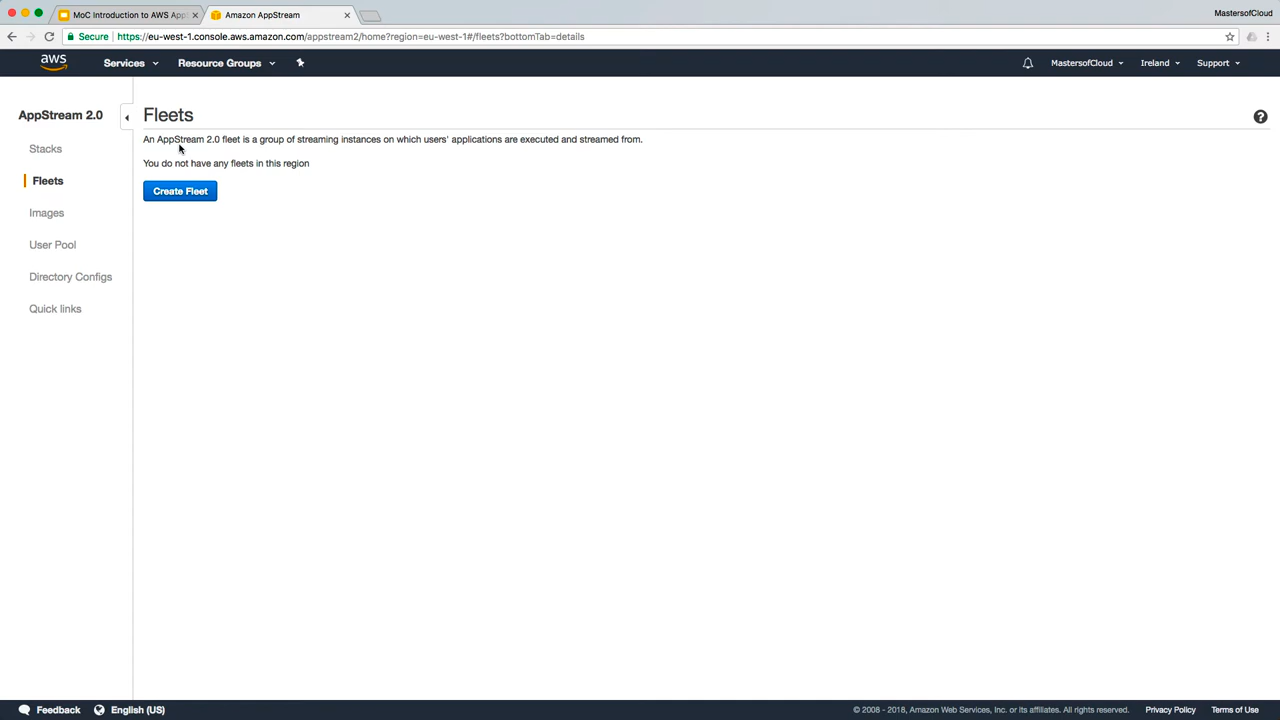 MoC Introduction to AWS App
Amazon AppStream
MastersofCloud
Secure
https://eu-west-1.console.aws.amazon.com/appstream2/home?region=eu-west-1#/fleets?bottomTab=details
aws
Services
Resource Groups
MastersofCloud
Ireland
Support
AppStream 2.0
Stacks
Fleets
Images
User Pool
Directory Configs
Quick links
Fleets
An AppStream 2.0 fleet is a group of streaming instances on which users' applications are executed and streamed from.
You do not have any fleets in this region
Create Fleet
Feedback
English (US)
© 2008 - 2018, Amazon Web Services, Inc. or its affiliates. All rights reserved.
Privacy Policy
Terms of Use